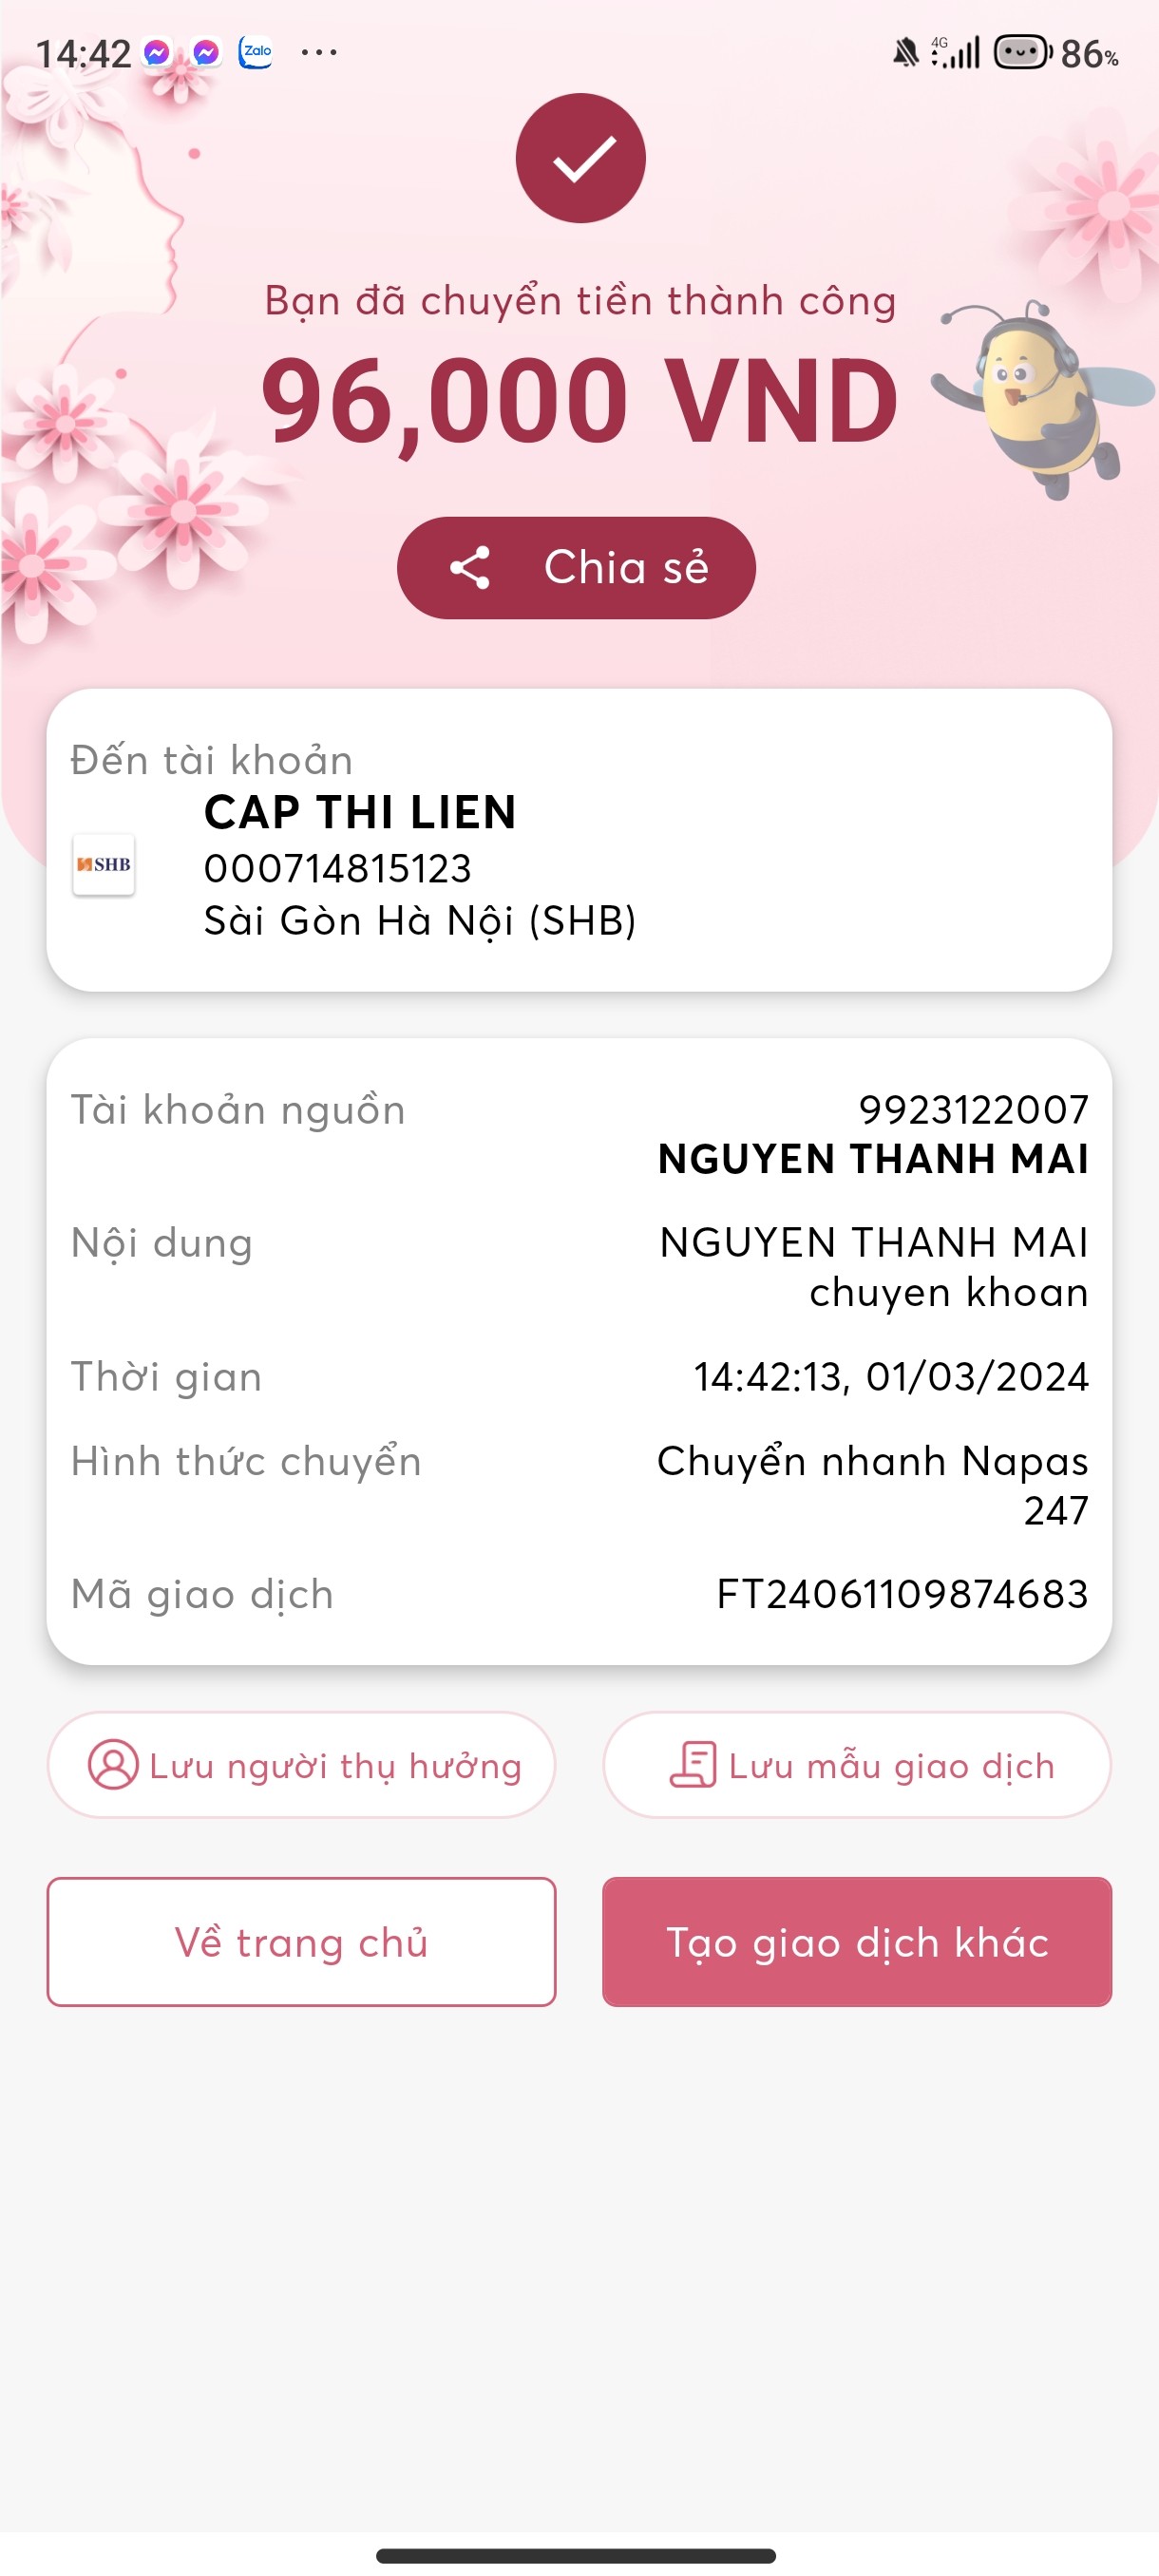 14:42 Zalo ... 4G 86%
Bạn đã chuyển tiền thành công
96,000 VND
Chia sẻ
Đến tài khoản
CAP THI LIEN
SHB
000714815123
Sài Gòn Hà Nội (SHB)
Tài khoản nguồn 9923122007
NGUYEN THANH MAI
Nội dung NGUYEN THANH MAI
chuyen khoan
Thời gian 14:42:13, 01/03/2024
Hình thức chuyển Chuyển nhanh Napas
247
Mã giao dịch FT24061109874683
Lưu người thụ hưởng Lưu mẫu giao dịch
Về trang chủ Tạo giao dịch khác